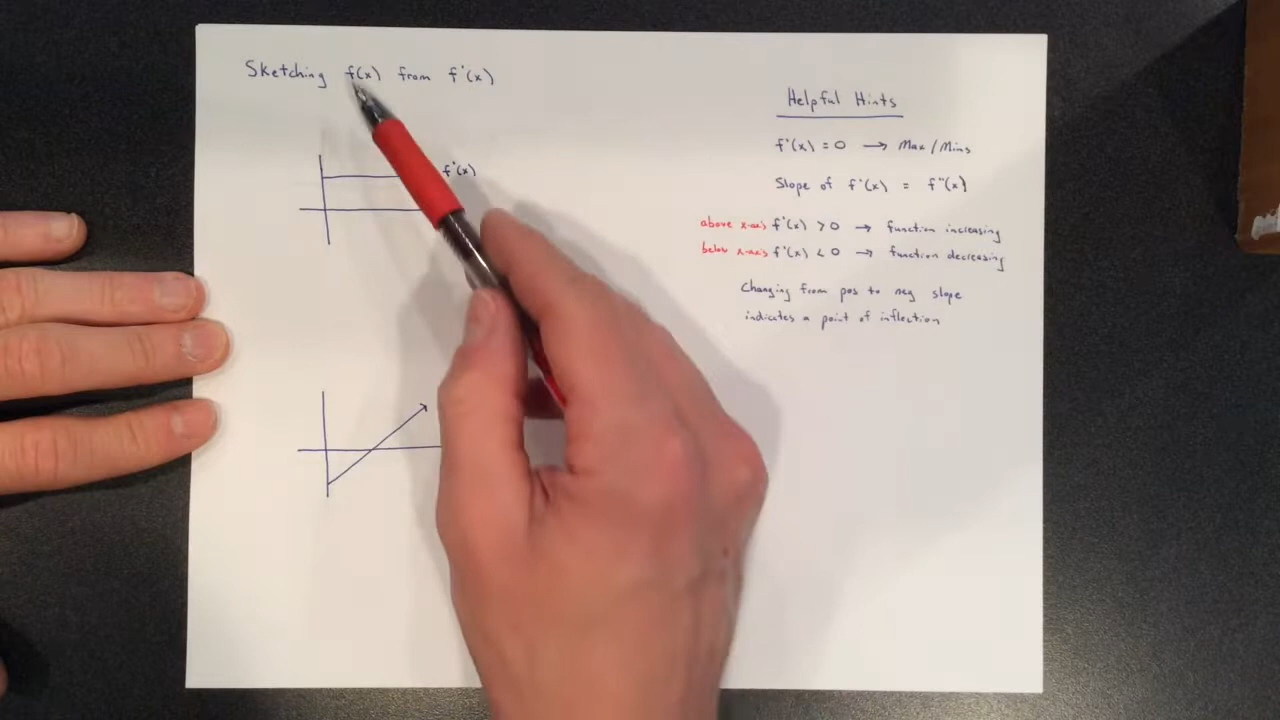 Sketching f(x) from f'(x)
f'(x)
Helpful Hints
f'(x) = 0 → Max/Mins
Slope of f'(x) = f"(x)
above x-axis f'(x) > 0 → function increasing
below x-axis f'(x) < 0 → function decreasing
Changing from pos to neg slope
indicates a point of inflection